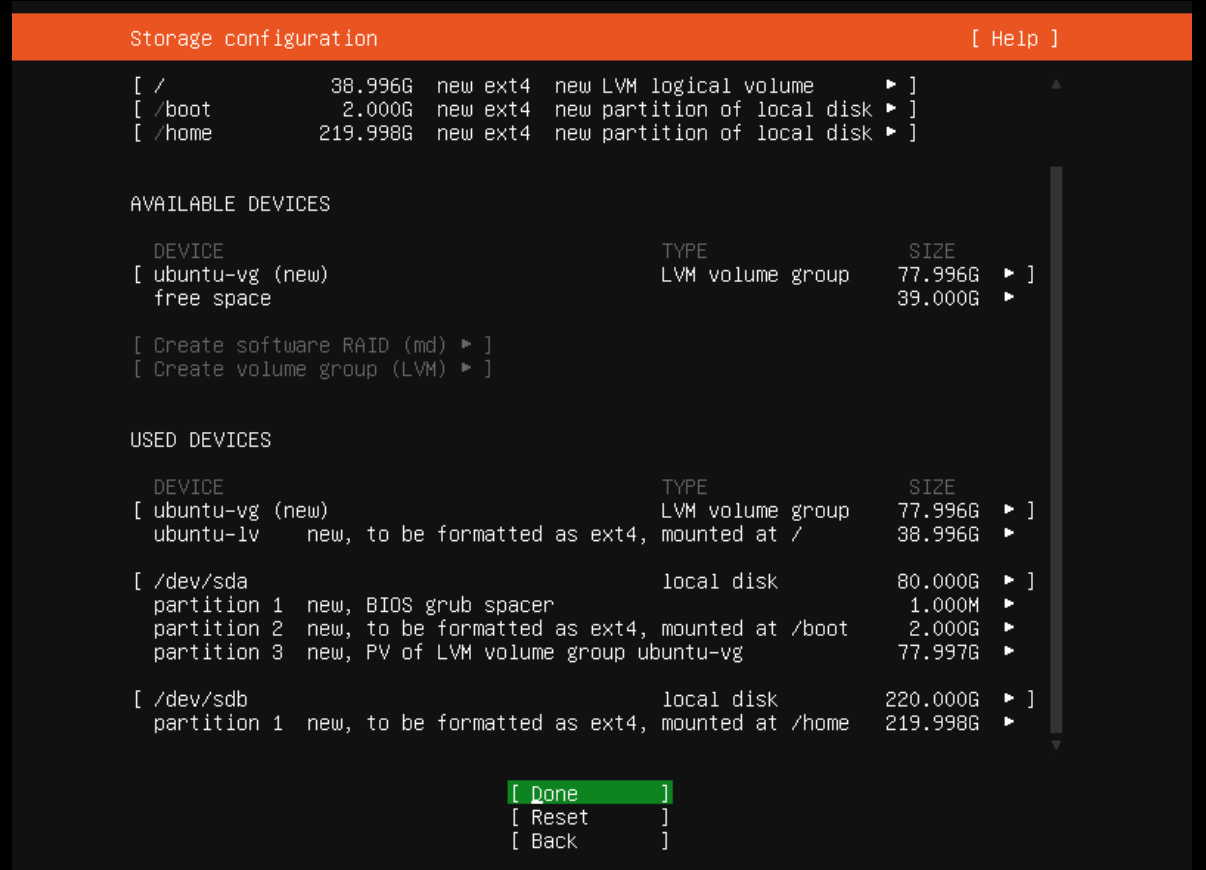 Storage configuration [ Help ]
[ / 38.996G new ext4 new LVM logical volume ▸ ]
[ /boot 2.000G new ext4 new partition of local disk ▸ ]
[ /home 219.998G new ext4 new partition of local disk ▸ ]
AVAILABLE DEVICES
DEVICE TYPE SIZE
[ ubuntu-vg (new) LVM volume group 77.996G ▸ ]
free space 39.000G ▸
[ Create software RAID (md) ▸ ]
[ Create volume group (LVM) ▸ ]
USED DEVICES
DEVICE TYPE SIZE
[ ubuntu-vg (new) LVM volume group 77.996G ▸ ]
ubuntu-lv new, to be formatted as ext4, mounted at / 38.996G ▸
[ /dev/sda local disk 80.000G ▸ ]
partition 1 new, BIOS grub spacer 1.000M ▸
partition 2 new, to be formatted as ext4, mounted at /boot 2.000G ▸
partition 3 new, PV of LVM volume group ubuntu-vg 77.997G ▸
[ /dev/sdb local disk 220.000G ▸ ]
partition 1 new, to be formatted as ext4, mounted at /home 219.998G ▸
[ Done ]
[ Reset ]
[ Back ]